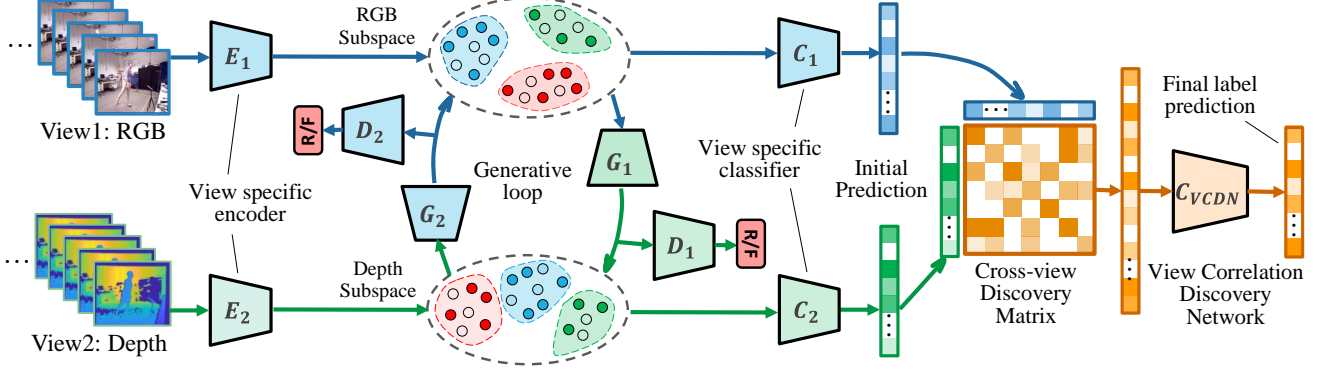 ...
View1: RGB
E₁
View specific
encoder
RGB
Subspace
R/F
D₂
G₂
Generative
loop
G₁
D₁
R/F
View specific
classifier
C₁
Initial
Prediction
...
View2: Depth
E₂
Depth
Subspace
C₂
Cross-view
Discovery
Matrix
Final label
prediction
C_VCDN
View Correlation
Discovery
Network